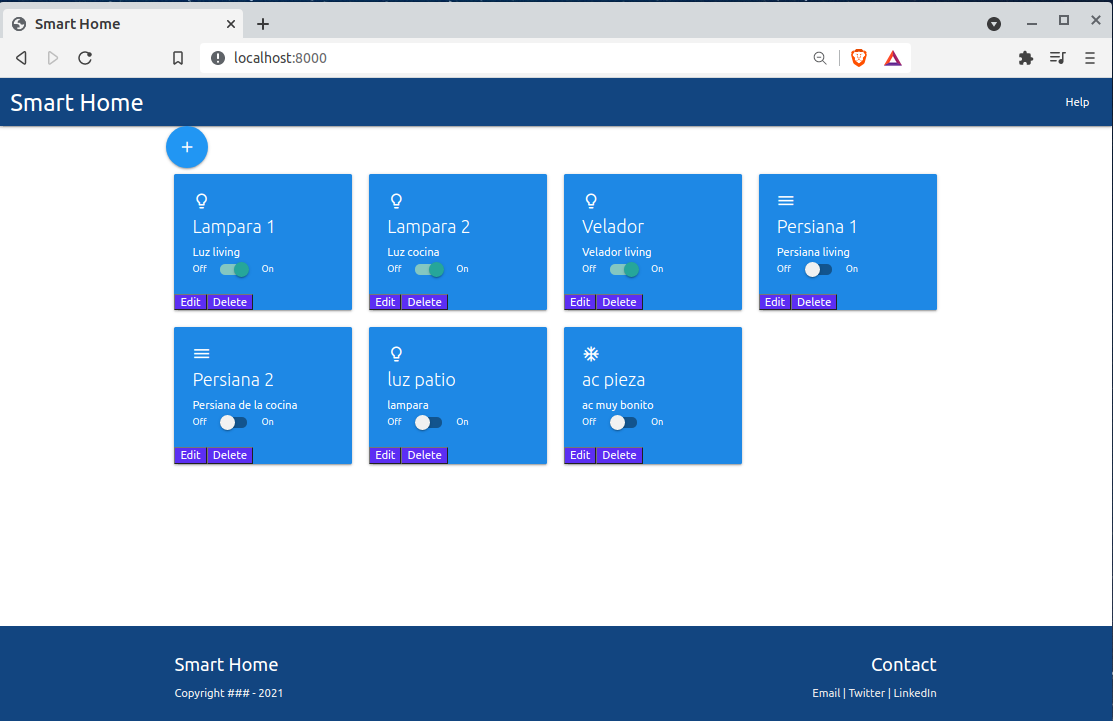 Smart Home
localhost:8000
Smart Home
Help
+
Lampara 1
Luz living
Off On
Edit Delete
Lampara 2
Luz cocina
Off On
Edit Delete
Velador
Velador living
Off On
Edit Delete
Persiana 1
Persiana living
Off On
Edit Delete
Persiana 2
Persiana de la cocina
Off On
Edit Delete
luz patio
lampara
Off On
Edit Delete
ac pieza
ac muy bonito
Off On
Edit Delete
Smart Home
Copyright ### - 2021
Contact
Email | Twitter | LinkedIn